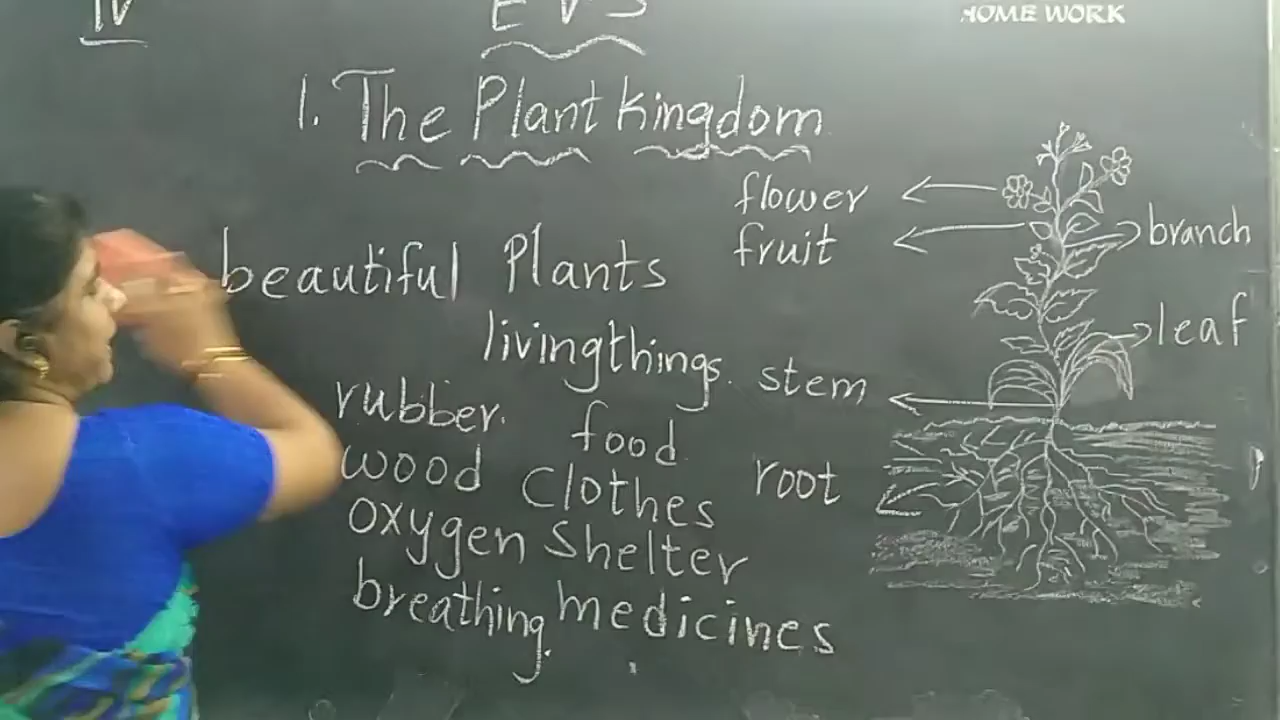 IV
EVS
HOME WORK
1. The Plant Kingdom
flower
fruit
branch
beautiful Plants
leaf
livingthings.
stem
rubber. food
wood clothes
root
oxygen shelter
breathing. medicines